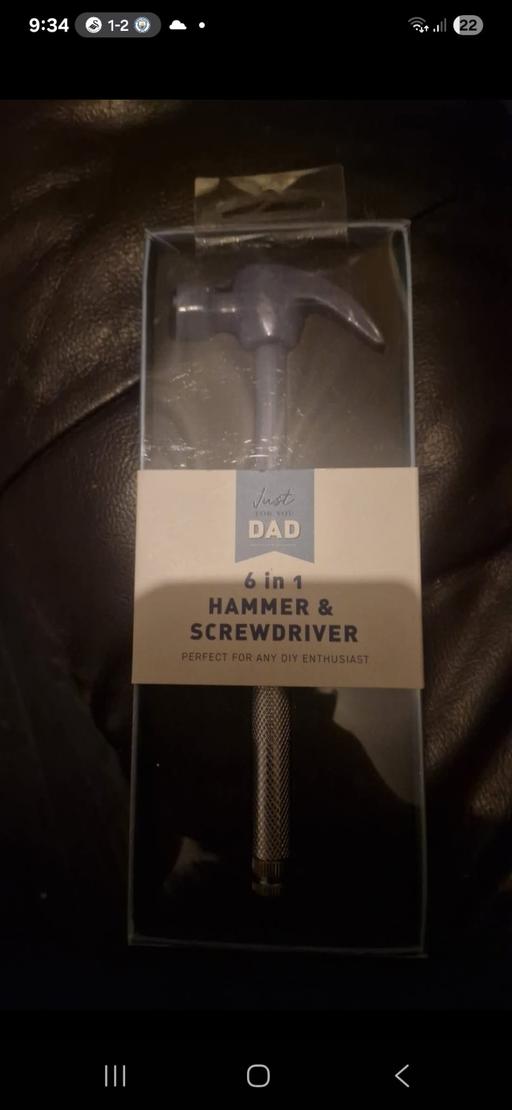 9:34 1-2 22
Just
FOR YOU
DAD
6 in 1
HAMMER &
SCREWDRIVER
PERFECT FOR ANY DIY ENTHUSIAST